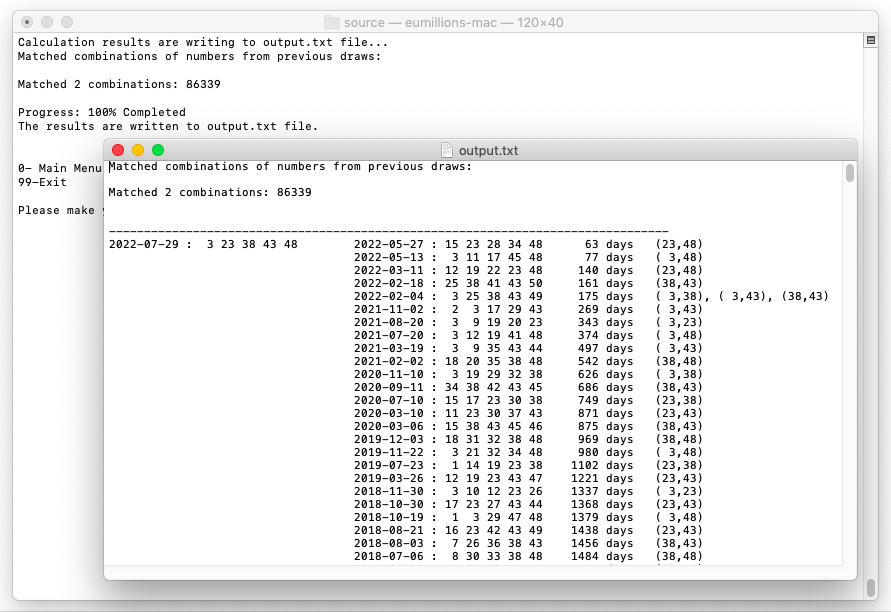 source — eumillions-mac — 120×40
Calculation results are writing to output.txt file...
Matched combinations of numbers from previous draws:
Matched 2 combinations: 86339
Progress: 100% Completed
The results are written to output.txt file.
0- Main Menu
99-Exit
Please make
output.txt
Matched combinations of numbers from previous draws:
Matched 2 combinations: 86339
--------------------------------------------------------------------------------
2022-07-29 :  3 23 38 43 48        2022-05-27 : 15 23 28 34 48      63 days   (23,48)
2022-05-13 :  3 11 17 45 48      77 days   ( 3,48)
2022-03-11 : 12 19 22 23 48     140 days   (23,48)
2022-02-18 : 25 38 41 43 50     161 days   (38,43)
2022-02-04 :  3 25 38 43 49     175 days   ( 3,38), ( 3,43), (38,43)
2021-11-02 :  2  3 17 29 43     269 days   ( 3,43)
2021-08-20 :  3  9 19 20 23     343 days   ( 3,23)
2021-07-20 :  3 12 19 41 48     374 days   ( 3,48)
2021-03-19 :  3  9 35 43 44     497 days   ( 3,43)
2021-02-02 : 18 20 35 38 48     542 days   (38,48)
2020-11-10 :  3 19 29 32 38     626 days   ( 3,38)
2020-09-11 : 34 38 42 43 45     686 days   (38,43)
2020-07-10 : 15 17 23 30 38     749 days   (23,38)
2020-03-10 : 11 23 30 37 43     871 days   (23,43)
2020-03-06 : 15 38 43 45 46     875 days   (38,43)
2019-12-03 : 18 31 32 38 48     969 days   (38,48)
2019-11-22 :  3 21 32 34 48     980 days   ( 3,48)
2019-07-23 :  1 14 19 23 38    1102 days   (23,38)
2019-03-26 : 12 19 23 43 47    1221 days   (23,43)
2018-11-30 :  3 10 12 23 26    1337 days   ( 3,23)
2018-10-30 : 17 23 27 43 44    1368 days   (23,43)
2018-10-19 :  1  3 29 47 48    1379 days   ( 3,48)
2018-08-21 : 16 23 42 43 49    1438 days   (23,43)
2018-08-03 :  7 26 36 38 43    1456 days   (38,43)
2018-07-06 :  8 30 33 38 48    1484 days   (38,48)